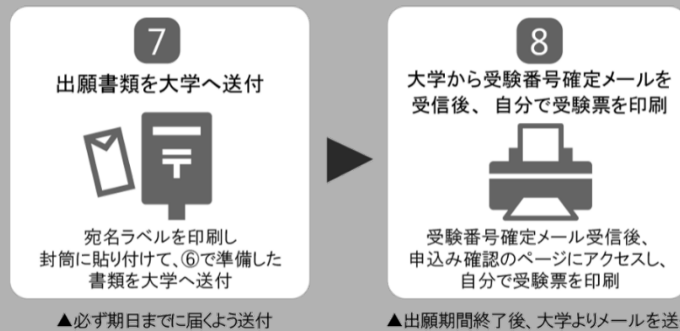 7
出願書類を大学へ送付
〒
宛名ラベルを印刷し
封筒に貼り付けて、⑥で準備した
書類を大学へ送付
▲必ず期日までに届くよう送付
8
大学から受験番号確定メールを
受信後、自分で受験票を印刷
受験番号確定メール受信後、
申込み確認のページにアクセスし、
自分で受験票を印刷
▲出願期間終了後、大学よりメールを送